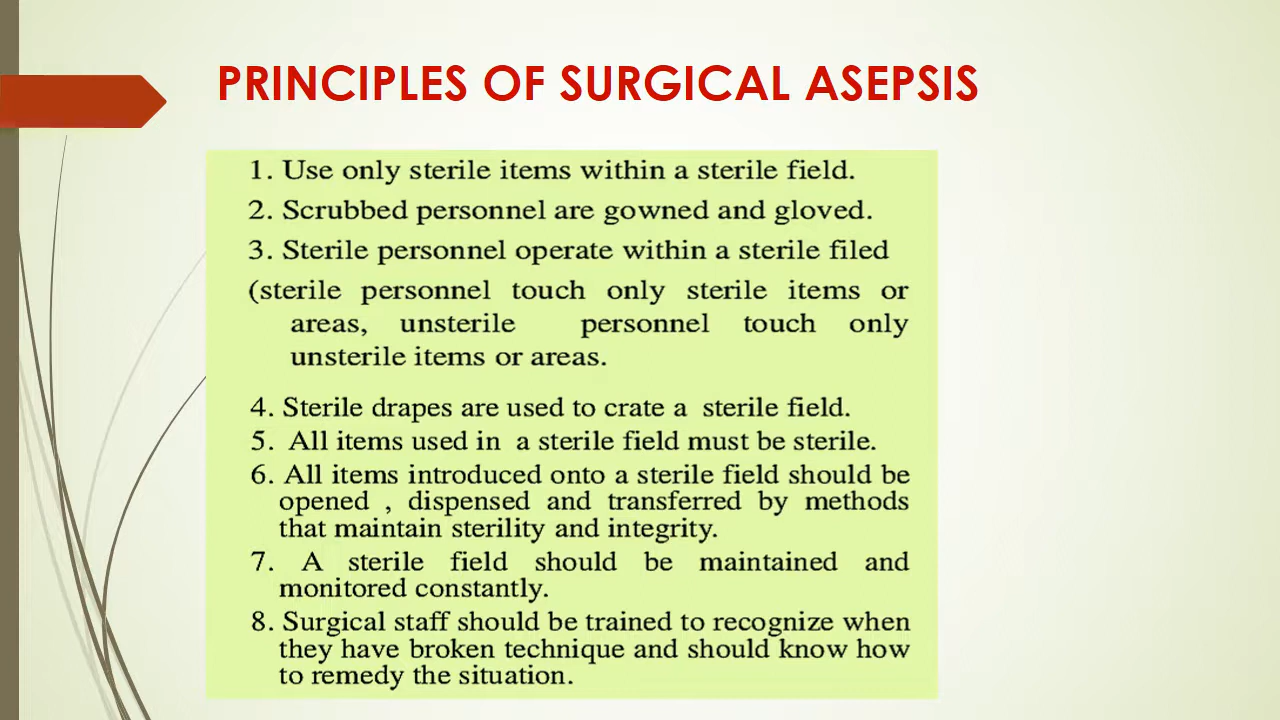 PRINCIPLES OF SURGICAL ASEPSIS
1. Use only sterile items within a sterile field.
2. Scrubbed personnel are gowned and gloved.
3. Sterile personnel operate within a sterile filed
(sterile personnel touch only sterile items or
areas, unsterile personnel touch only
unsterile items or areas.
4. Sterile drapes are used to crate a sterile field.
5. All items used in a sterile field must be sterile.
6. All items introduced onto a sterile field should be
opened , dispensed and transferred by methods
that maintain sterility and integrity.
7. A sterile field should be maintained and
monitored constantly.
8. Surgical staff should be trained to recognize when
they have broken technique and should know how
to remedy the situation.